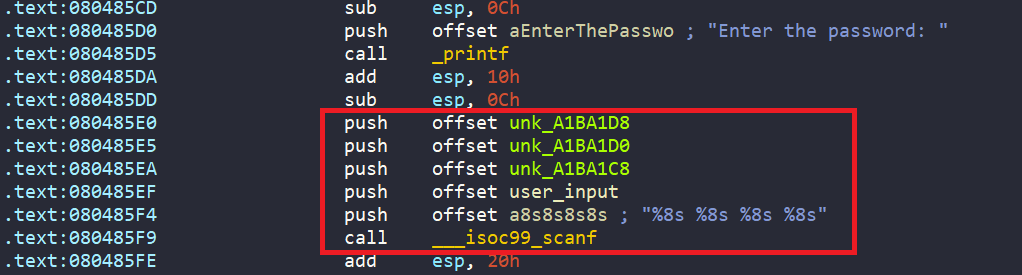 .text:080485CD sub esp, 0Ch
.text:080485D0 push offset aEnterThePasswo ; "Enter the password: "
.text:080485D5 call _printf
.text:080485DA add esp, 10h
.text:080485DD sub esp, 0Ch
.text:080485E0 push offset unk_A1BA1D8
.text:080485E5 push offset unk_A1BA1D0
.text:080485EA push offset unk_A1BA1C8
.text:080485EF push offset user_input
.text:080485F4 push offset a8s8s8s8s ; "%8s %8s %8s %8s"
.text:080485F9 call ___isoc99_scanf
.text:080485FE add esp, 20h